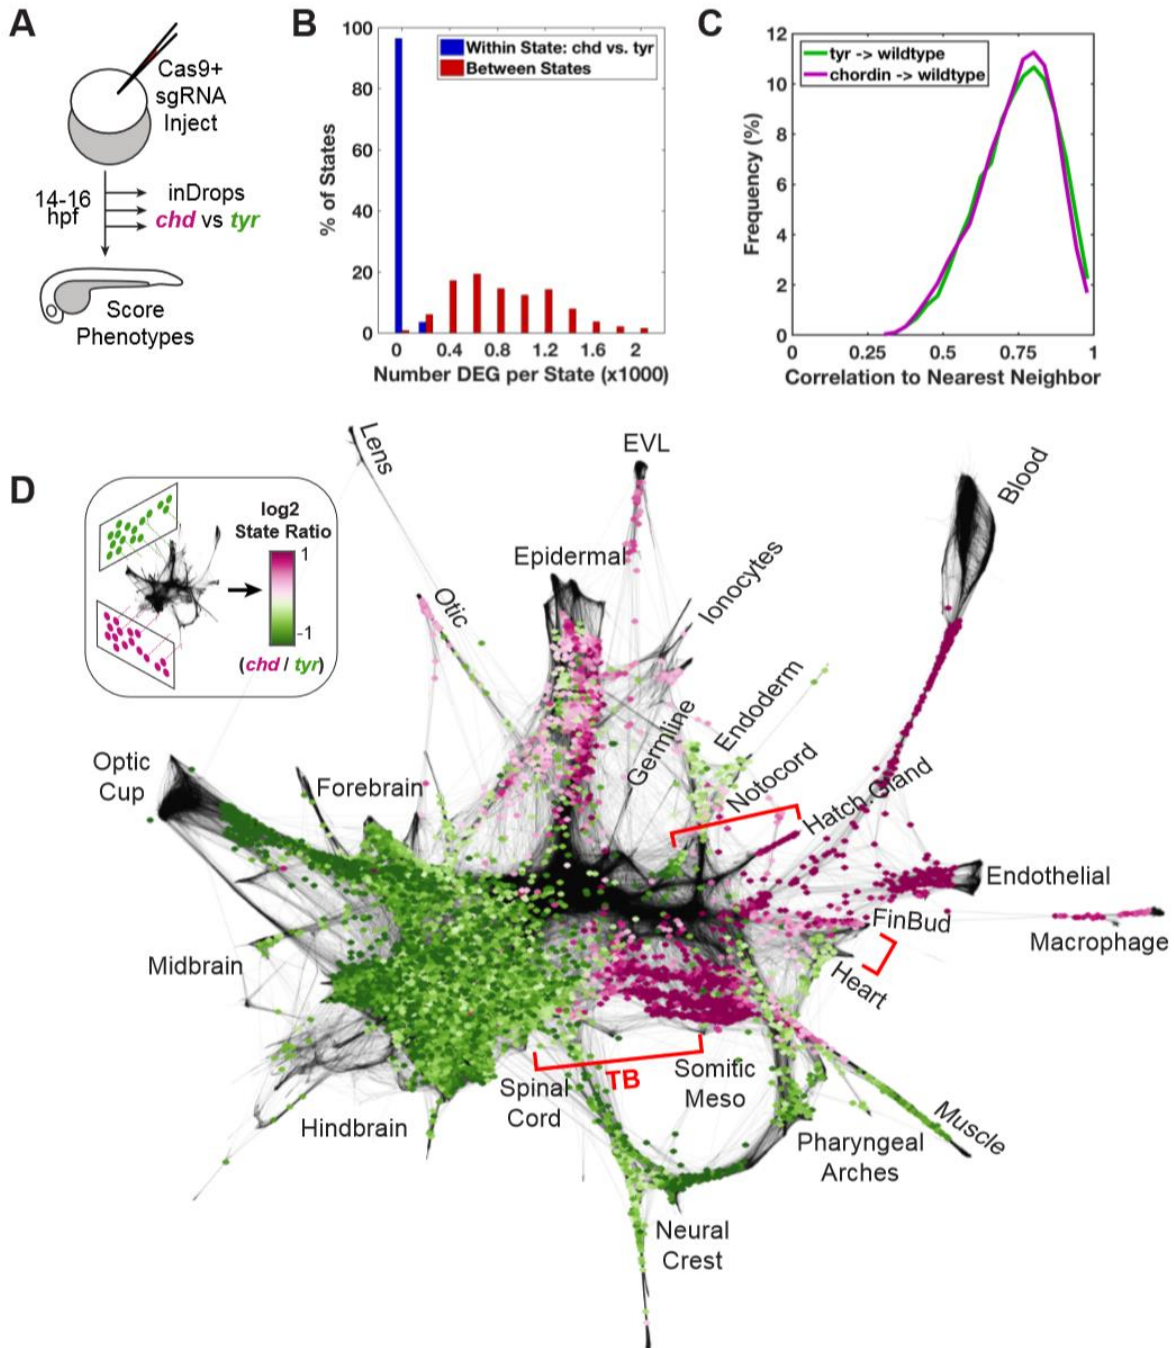 A
Cas9+
sgRNA
Inject
14-16
hpf
inDrops
chd vs tyr
Score
Phenotypes
B
100
80
60
40
20
0
% of States
Within State: chd vs. tyr
Between States
0 0.4 0.8 1.2 1.6 2
Number DEG per State (x1000)
C
12
10
8
6
4
2
0
Frequency (%)
tyr -> wildtype
chordin -> wildtype
0 0.25 0.5 0.75 1
Correlation to Nearest Neighbor
D
log2
State Ratio
1
-1
(chd / tyr)
Lens
EVL
Blood
Epidermal
Otic
Ionocytes
Germline
Endoderm
Notocord
Hatch.Gland
Optic
Cup
Forebrain
Endothelial
FinBud
Macrophage
Midbrain
Heart
TB
Spinal
Cord
Somitic
Meso
Hindbrain
Muscle
Pharyngeal
Arches
Neural
Crest